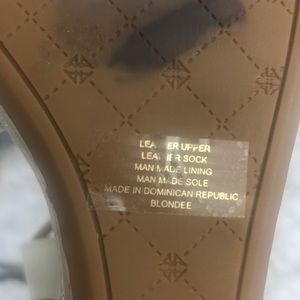 LEATHER UPPER
LEATHER SOCK
MAN MADE LINING
MAN MADE SOLE
MADE IN DOMINICAN REPUBLIC
BLONDEE